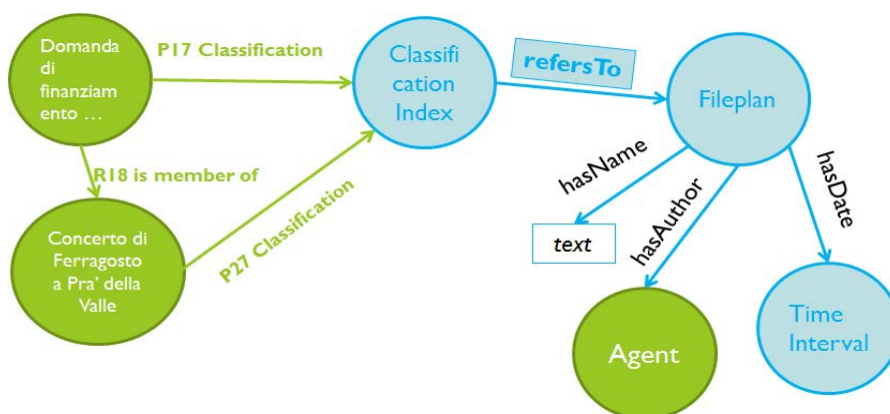 Domanda
di
finanziam
ento …
P17 Classification
Classifi
cation
Index
refersTo
Fileplan
R18 is member of
Concerto di
Ferragosto
a Pra' della
Valle
P27 Classification
hasName
text
hasAuthor
hasDate
Agent
Time
Interval